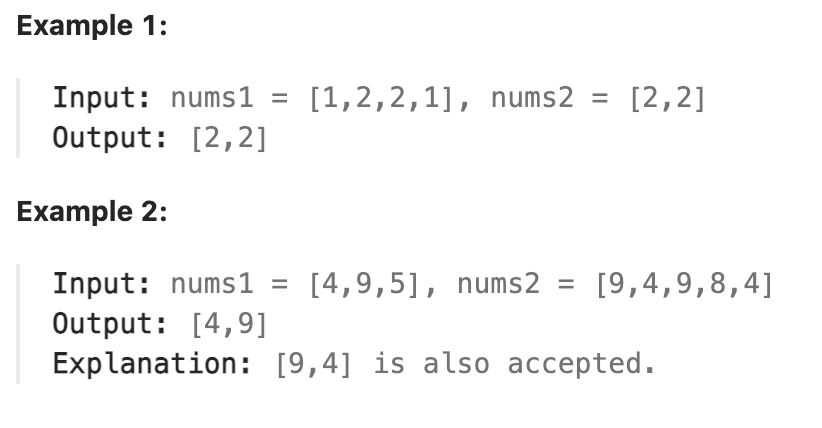 Example 1:
Input: nums1 = [1,2,2,1], nums2 = [2,2]
Output: [2,2]
Example 2:
Input: nums1 = [4,9,5], nums2 = [9,4,9,8,4]
Output: [4,9]
Explanation: [9,4] is also accepted.